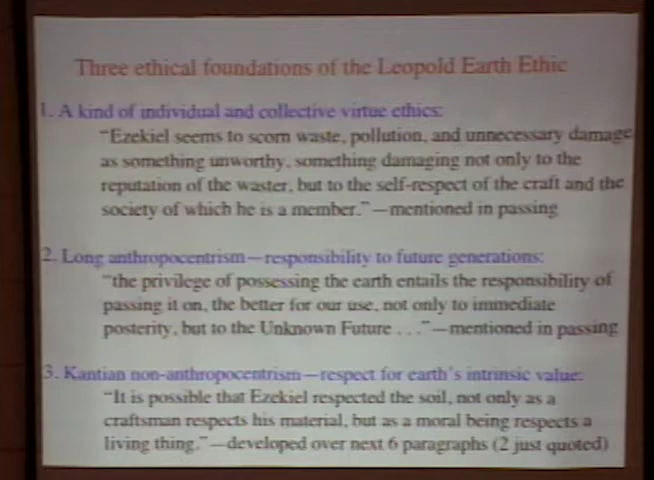 Three ethical foundations of the Leopold Earth Ethic
1. A kind of individual and collective virtue ethics:
“Ezekiel seems to scorn waste, pollution, and unnecessary damage
as something unworthy, something damaging not only to the
reputation of the waster, but to the self-respect of the craft and the
society of which he is a member.”—mentioned in passing
2. Long anthropocentrism—responsibility to future generations:
“the privilege of possessing the earth entails the responsibility of
passing it on, the better for our use, not only to immediate
posterity, but to the Unknown Future . . .”—mentioned in passing
3. Kantian non-anthropocentrism—respect for earth’s intrinsic value:
“It is possible that Ezekiel respected the soil, not only as a
craftsman respects his material, but as a moral being respects a
living thing.”—developed over next 6 paragraphs (2 just quoted)